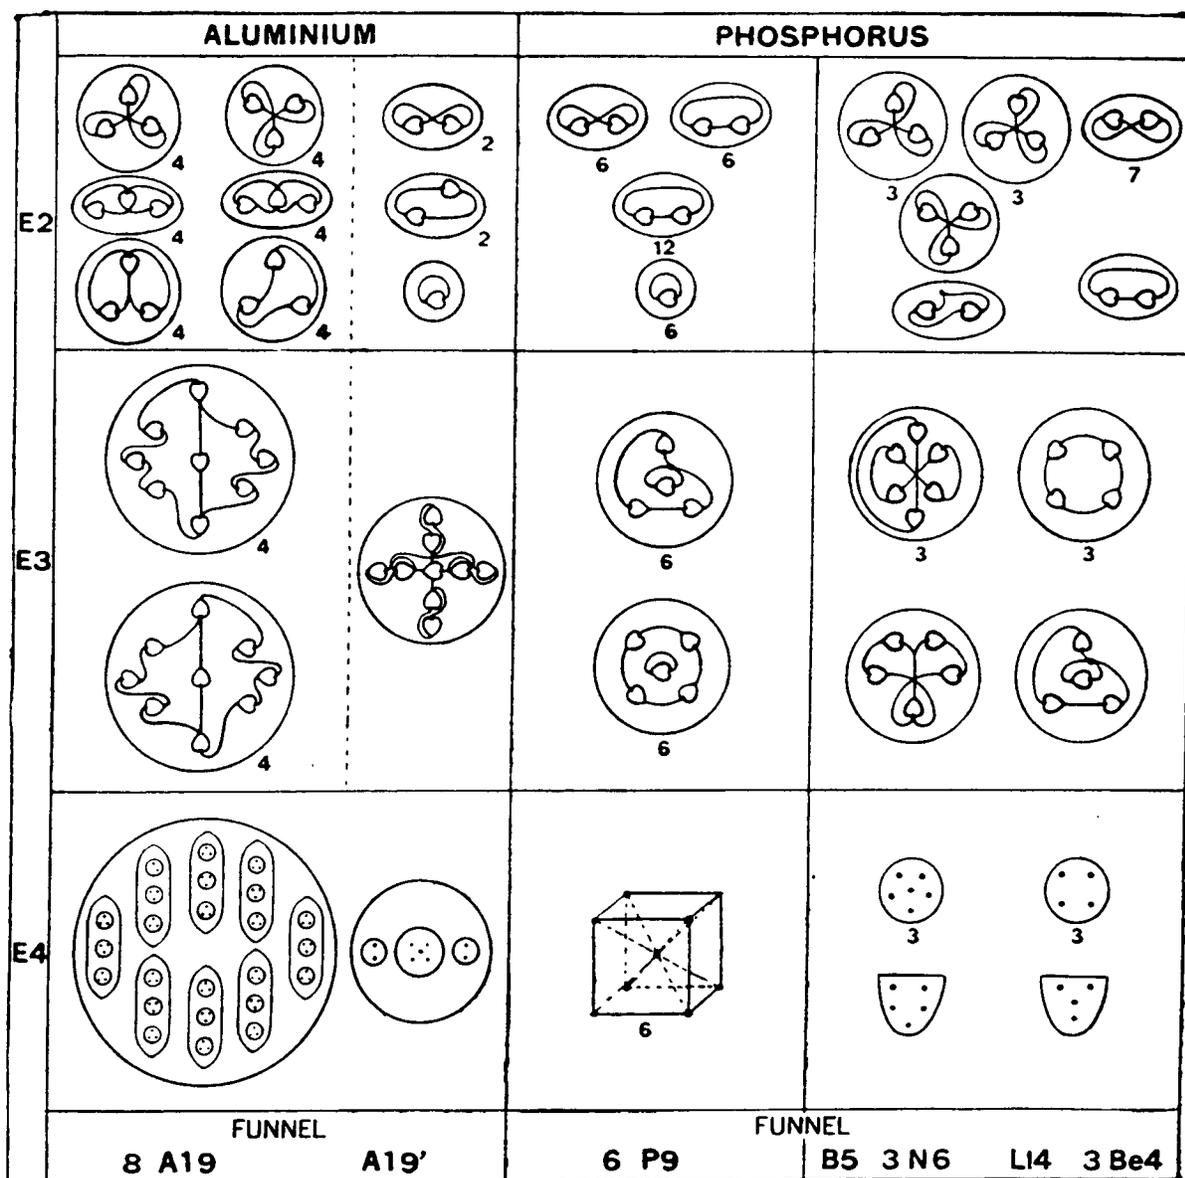 ALUMINIUM PHOSPHORUS
E2
4 4 2 6 6 3 3 7
4 4 2 12
4 4 6
E3
4 6 3 3
4 6
E4
3 3
6
FUNNEL FUNNEL
8 A19 A19' 6 P9 B5 3 N6 LI4 3 Be4